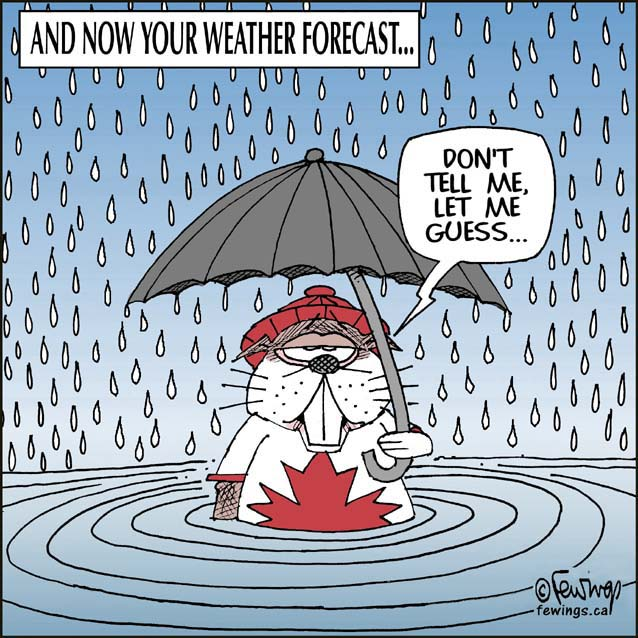 AND NOW YOUR WEATHER FORECAST...
DON'T
TELL ME,
LET ME
GUESS...
©Fewings
fewings.ca